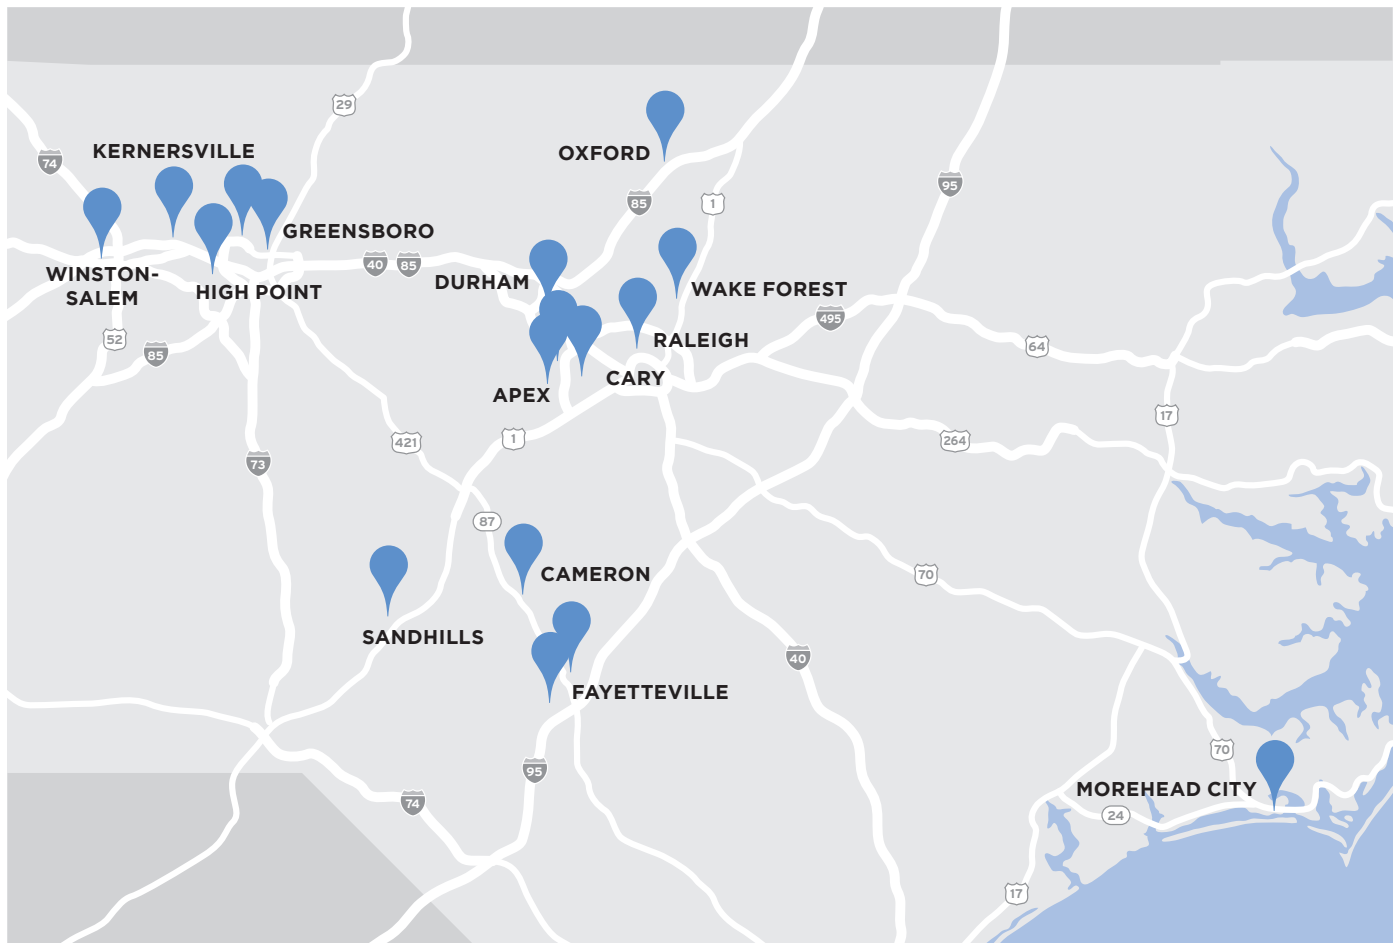 29
KERNERSVILLE
OXFORD
74
95
85
1
GREENSBORO
40
85
WINSTON-
SALEM
DURHAM
HIGH POINT
WAKE FOREST
495
52
RALEIGH
64
85
CARY
APEX
17
1
421
264
73
87
CAMERON
70
SANDHILLS
40
FAYETTEVILLE
70
95
MOREHEAD CITY
74
24
17